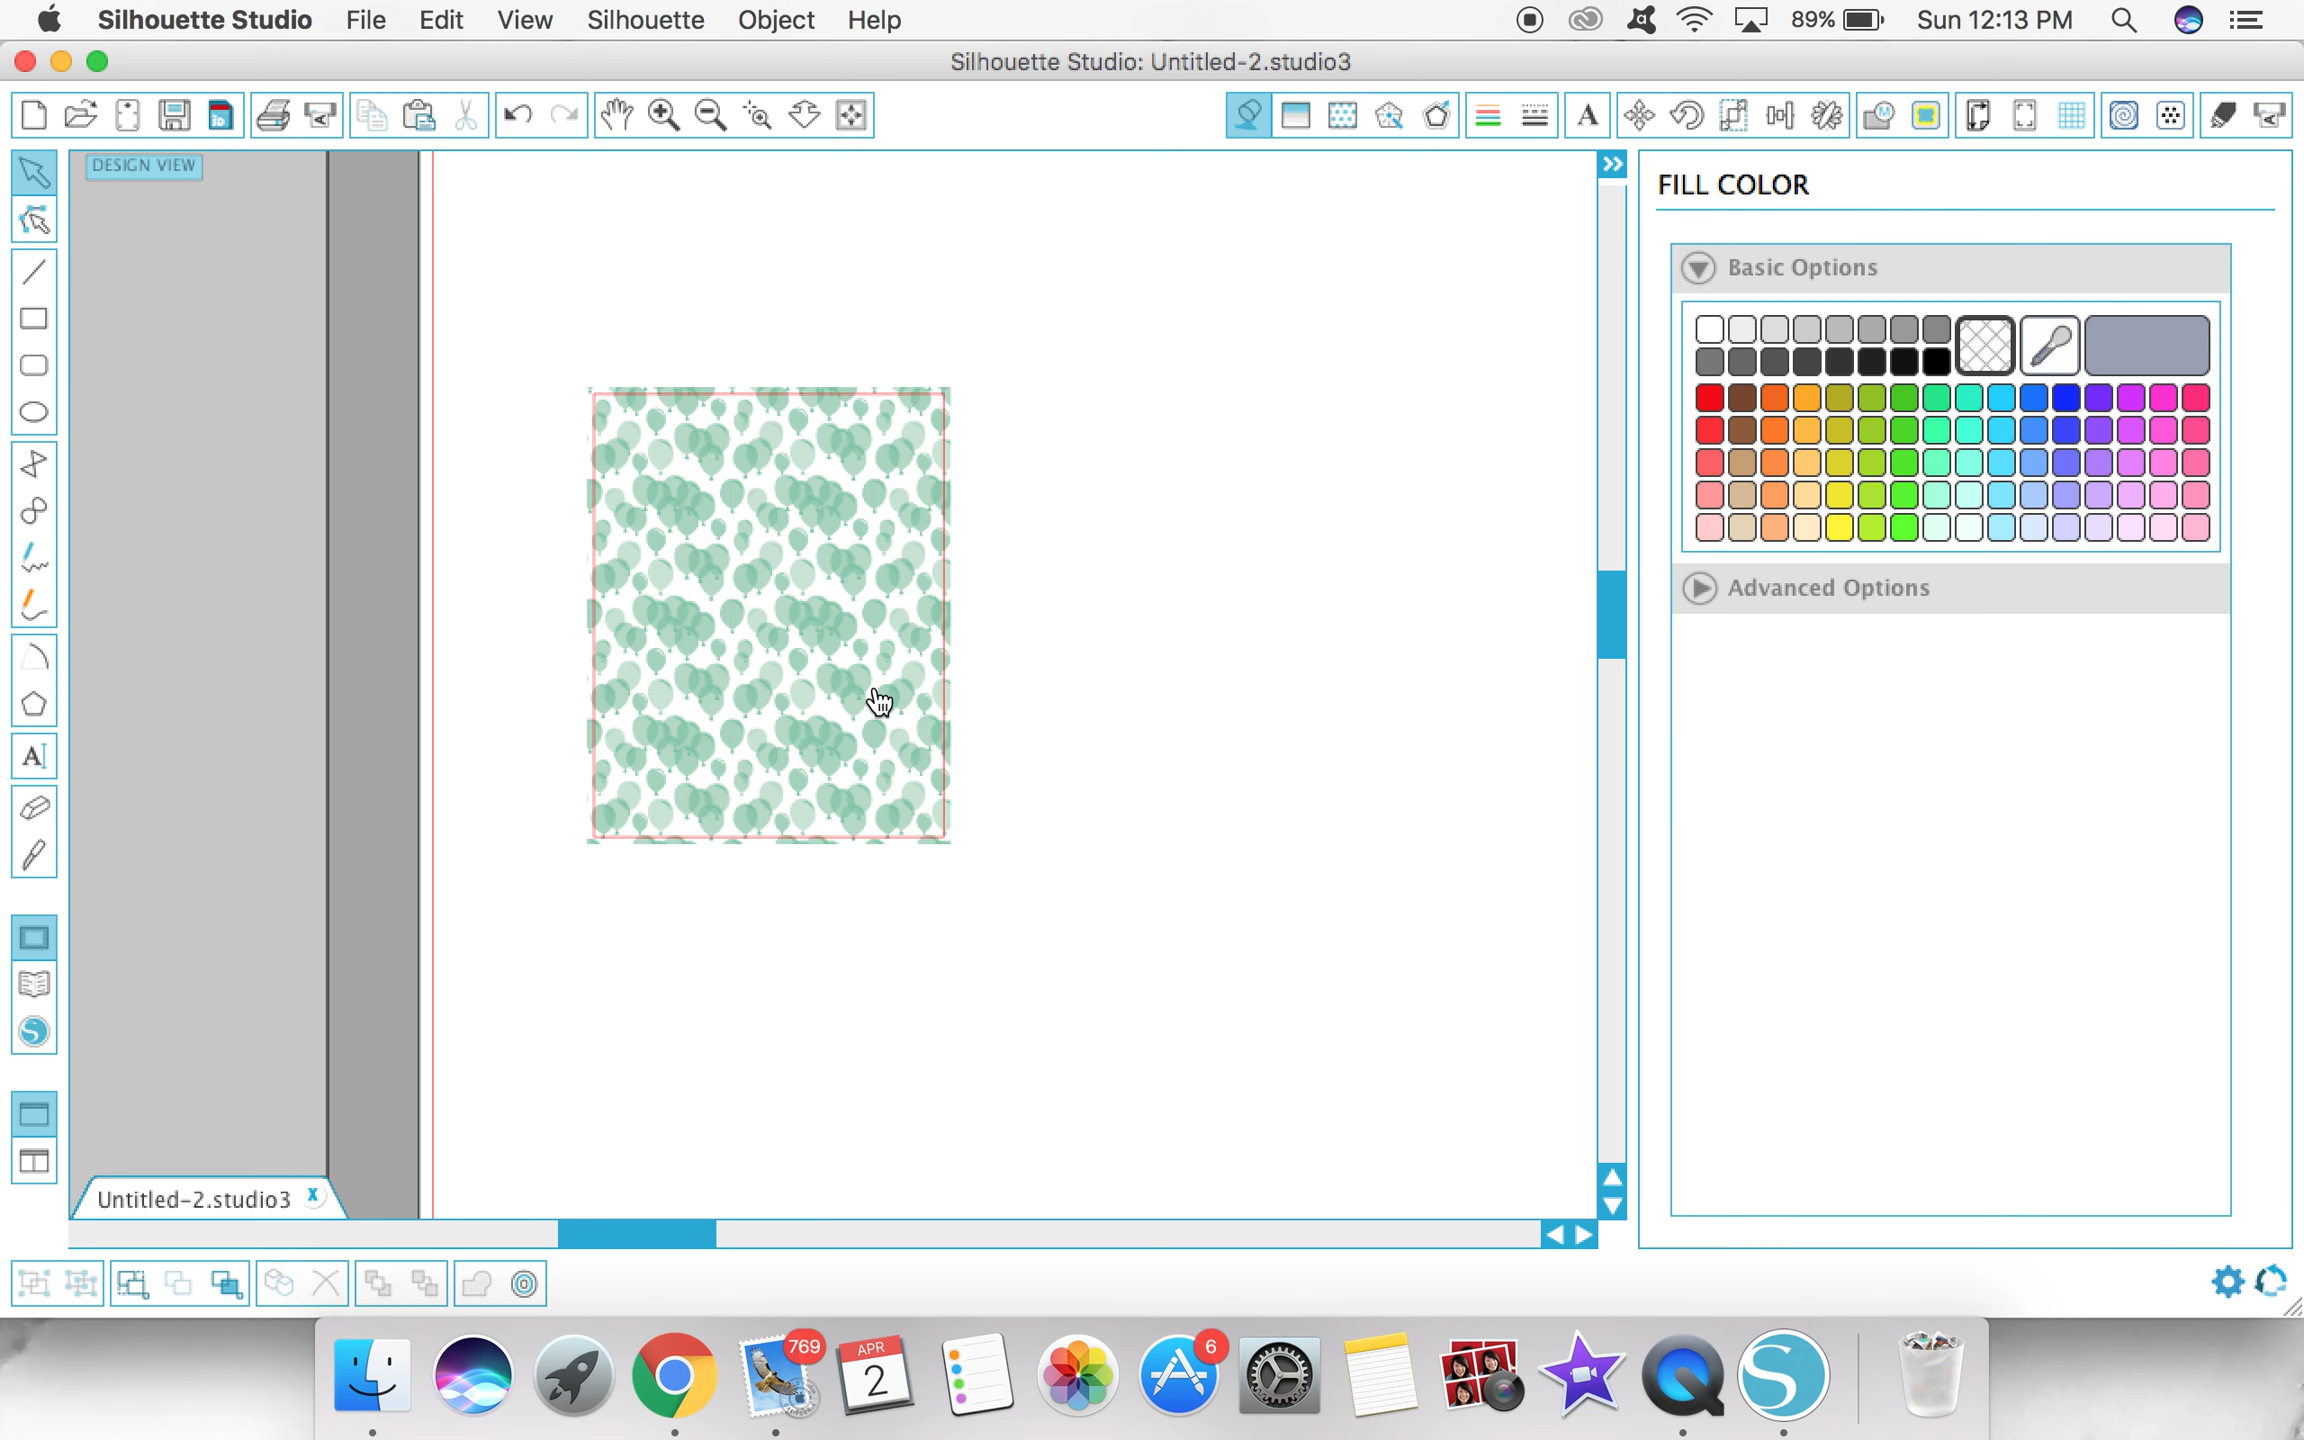 Silhouette Studio File Edit View Silhouette Object Help 89% Sun 12:13 PM
Silhouette Studio: Untitled-2.studio3
3D
A
M
DESIGN VIEW
FILL COLOR
Basic Options
Advanced Options
A
S
Untitled-2.studio3 X
769
APR
2
6
S